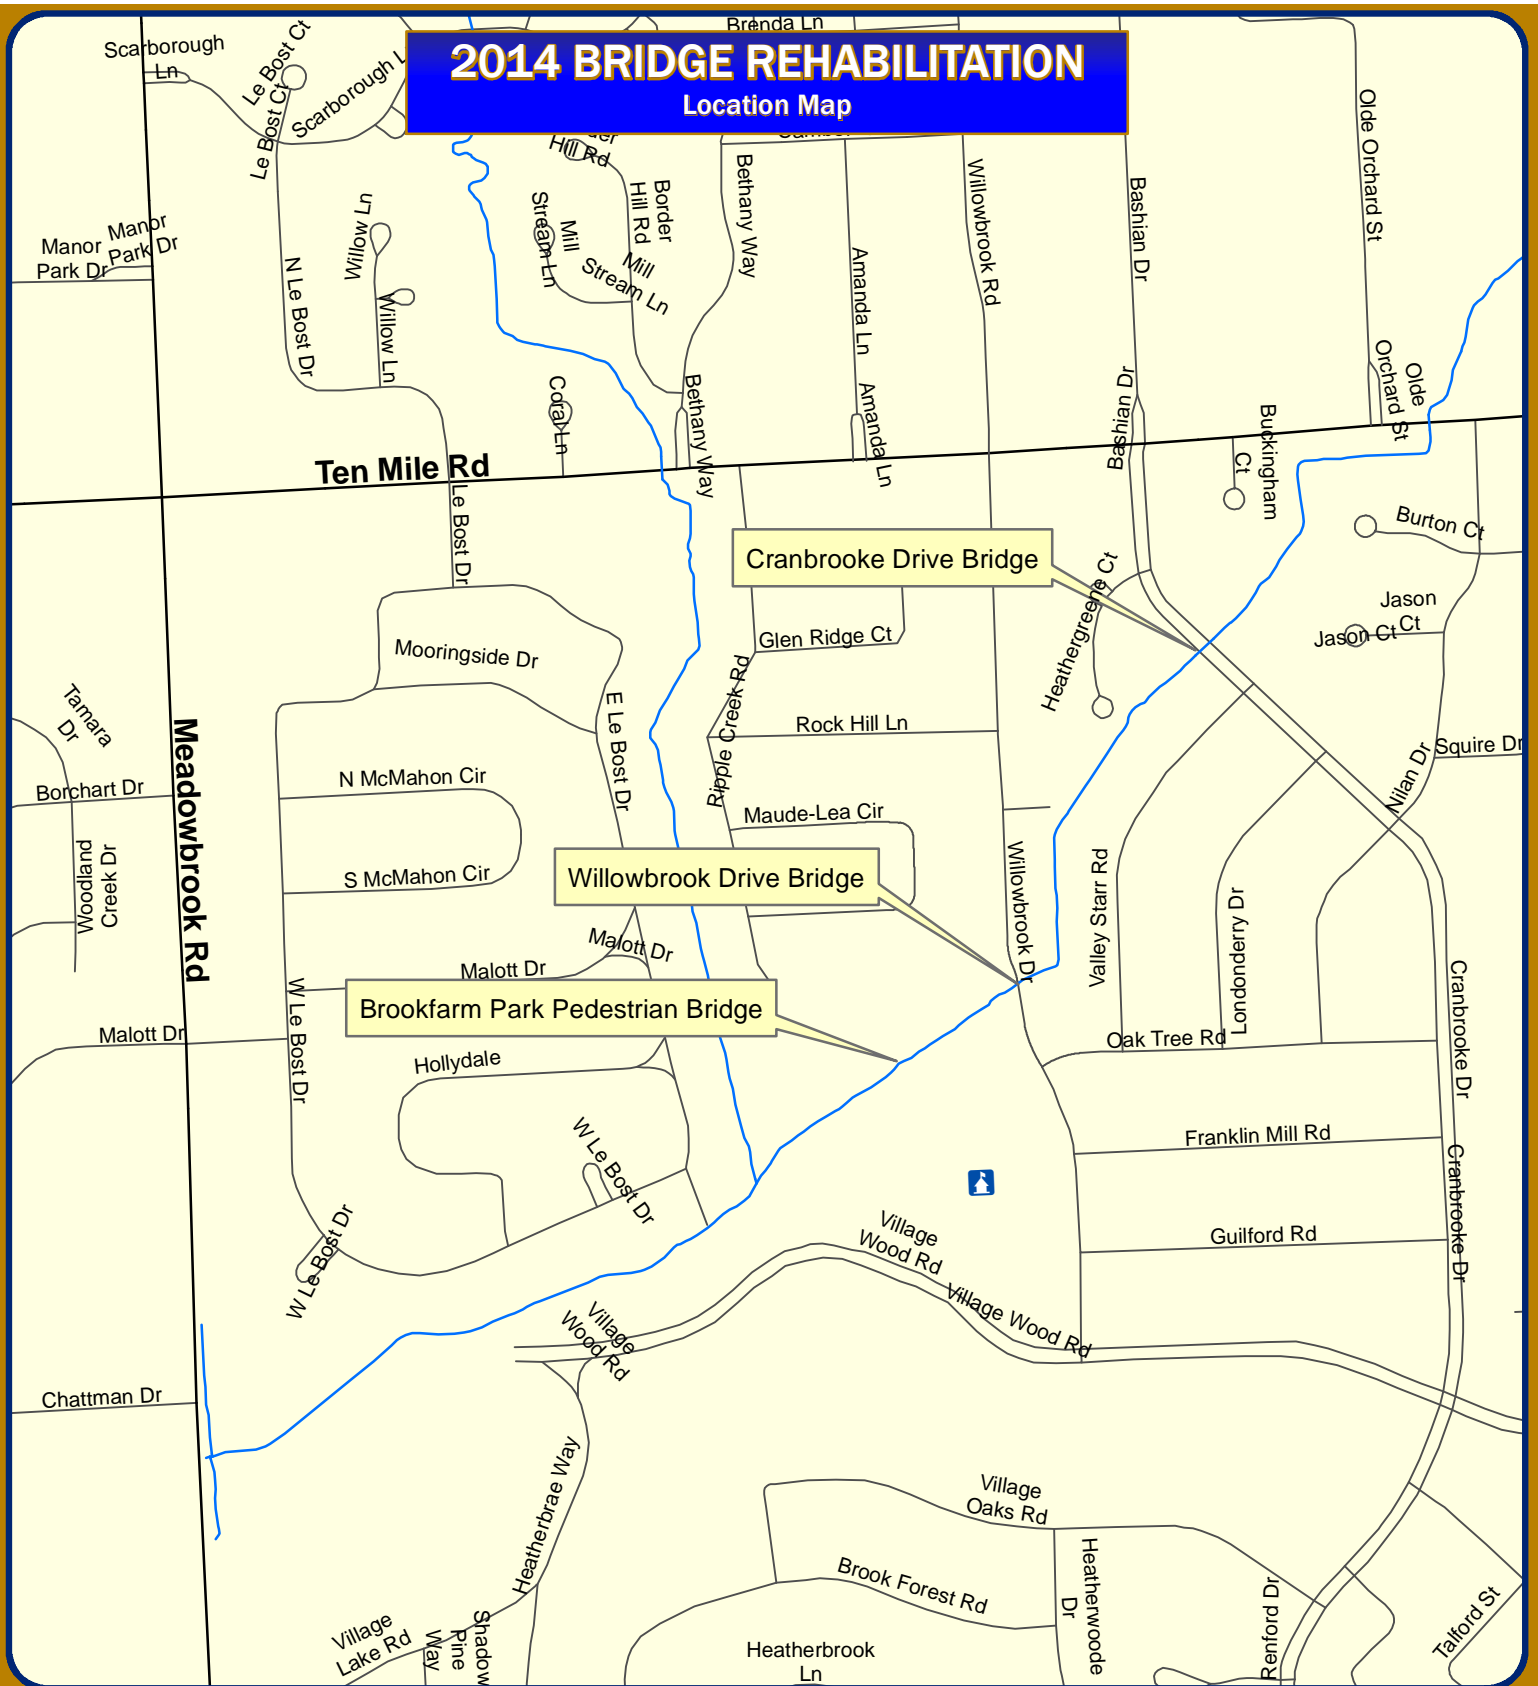 Brenda Ln
2014 BRIDGE REHABILITATION
Location Map
Scarborough
Ln
Le Bost Ct
Le Bost Ct
Scarborough L
Hill Rd
Border
Hill Rd
Bethany Way
Willowbrook Rd
Bashian Dr
Olde Orchard St
Manor
Park Dr
Manor
Park Dr
Willow Ln
Willow Ln
N Le Bost Dr
Mill
Stream Ln
Mill
Stream Ln
Amanda Ln
Amanda Ln
Coral Ln
Bethany Way
Bashian Dr
Buckingham
Ct
Olde
Orchard St
Ten Mile Rd
Le Bost Dr
Burton Ct
Cranbrooke Drive Bridge
Heathergreene Ct
Jason
Ct
Jason Ct
Glen Ridge Ct
Mooringside Dr
Ripple Creek Rd
E Le Bost Dr
Rock Hill Ln
Tamara
Dr
Meadowbrook Rd
Squire Dr
Nilan Dr
Borchart Dr
N McMahon Cir
Maude-Lea Cir
Woodland
Creek Dr
S McMahon Cir
Willowbrook Drive Bridge
Willowbrook Dr
Valley Starr Rd
Londonderry Dr
Malott Dr
Malott Dr
W Le Bost Dr
Brookfarm Park Pedestrian Bridge
Cranbrooke Dr
Malott Dr
Oak Tree Rd
Hollydale
Franklin Mill Rd
W Le Bost Dr
Cranbrooke Dr
W Le Bost Dr
Village
Wood Rd
Guilford Rd
Village Wood Rd
Village
Wood Rd
Chattman Dr
Heatherbrae Way
Village
Oaks Rd
Brook Forest Rd
Heatherwoode
Dr
Renford Dr
Talford St
Village
Lake Rd
Shadow
Pine
Way
Heatherbrook
Ln